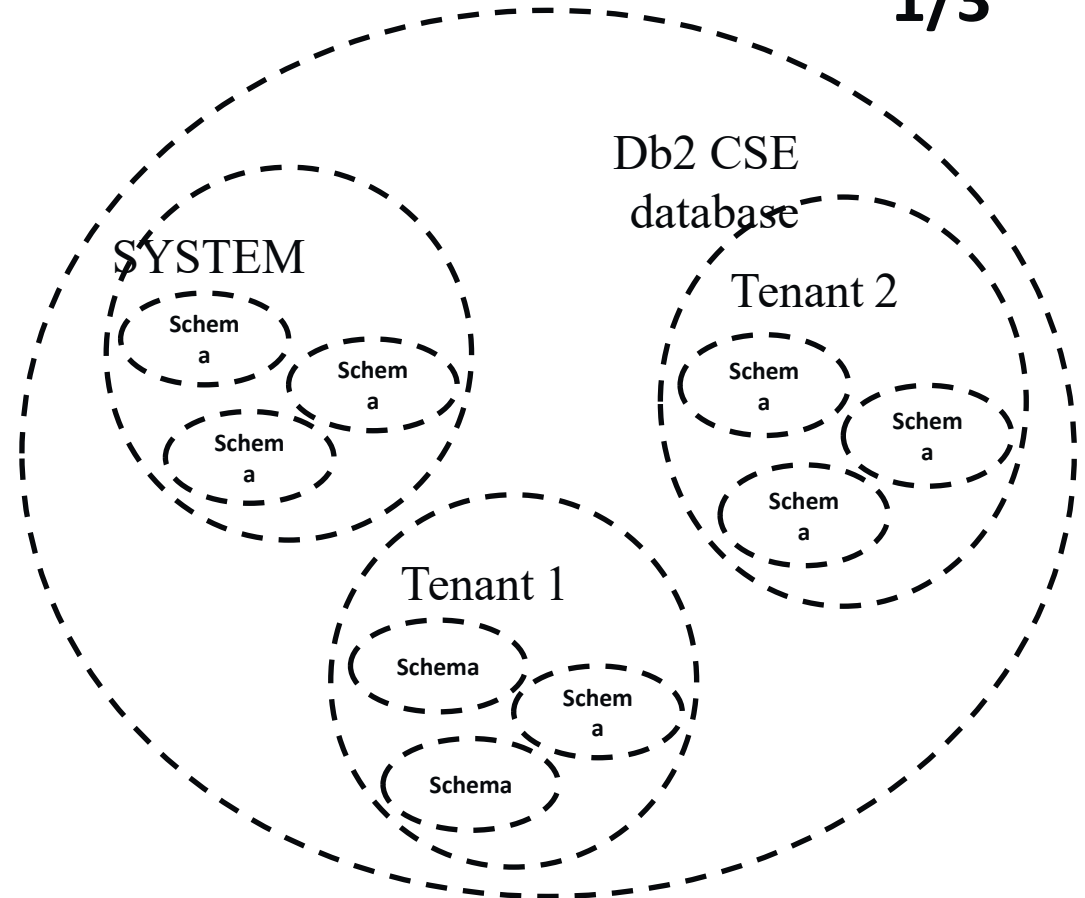 1/3
Db2 CSE
database
SYSTEM
Schem
a
Schem
a
Schem
a
Tenant 2
Schem
a
Schem
a
Schem
a
Tenant 1
Schema
Schem
a
Schema